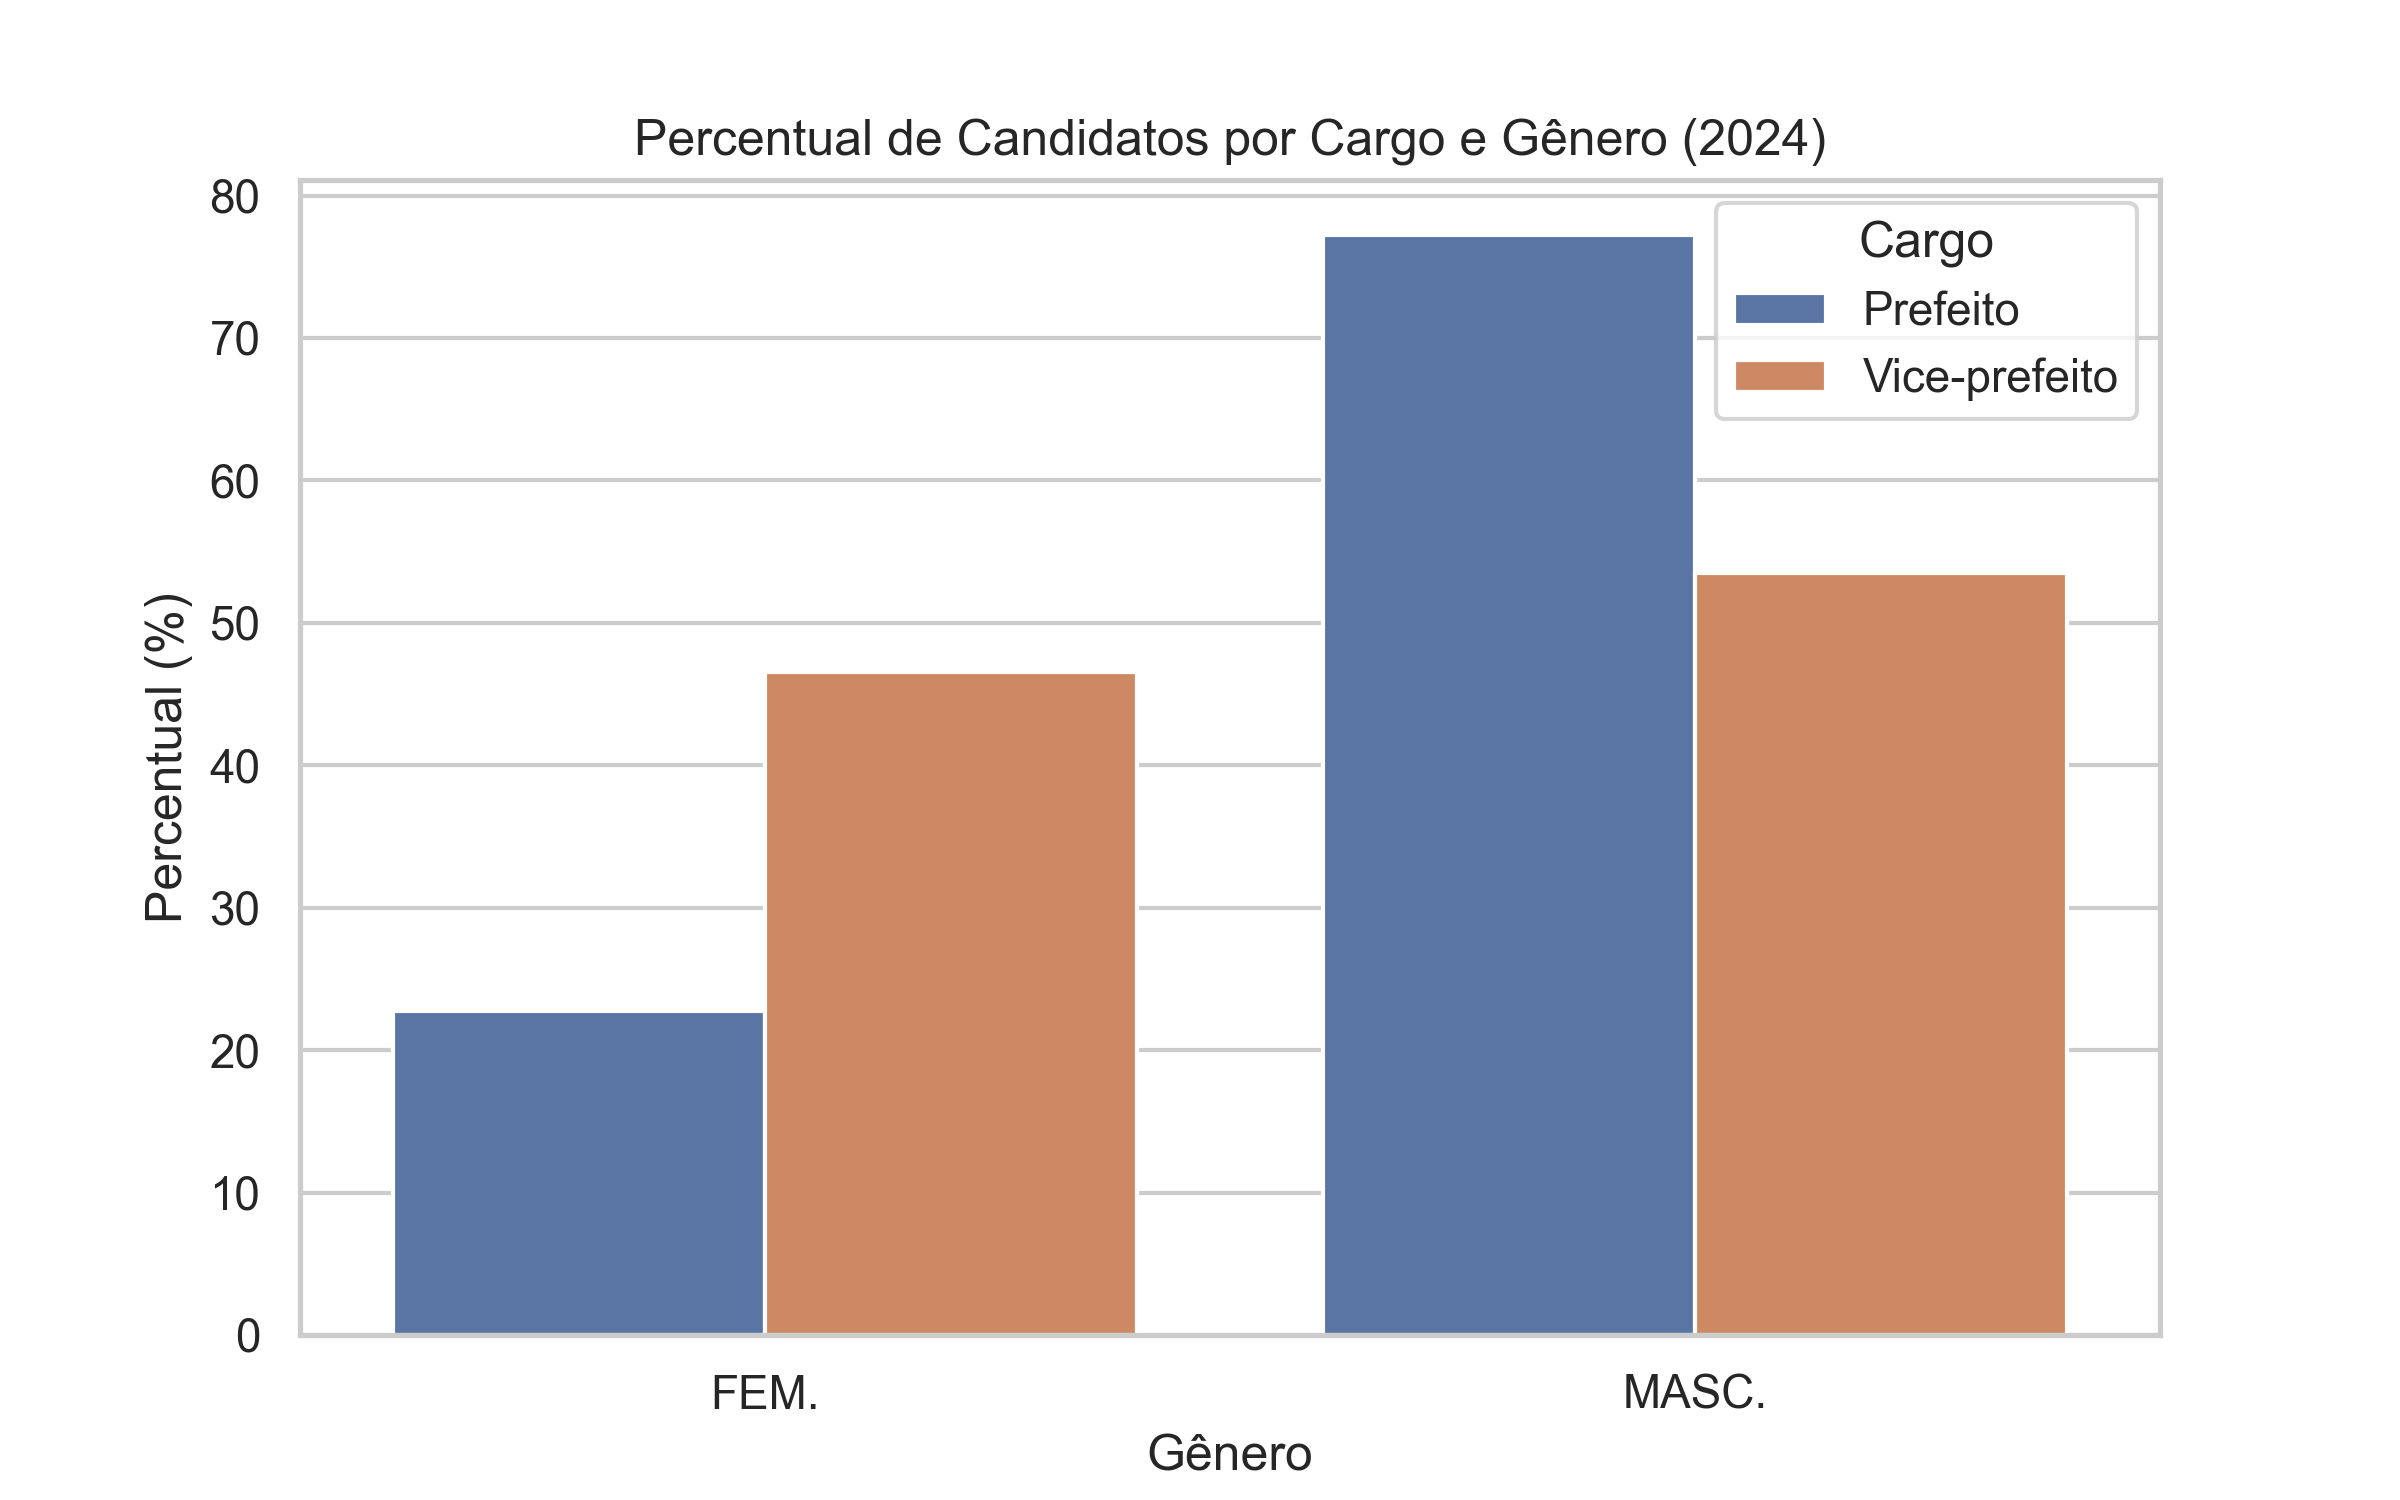 Percentual de Candidatos por Cargo e Gênero (2024)
Cargo
Prefeito
Vice-prefeito
Percentual (%)
80
70
60
50
40
30
20
10
0
FEM.
MASC.
Gênero